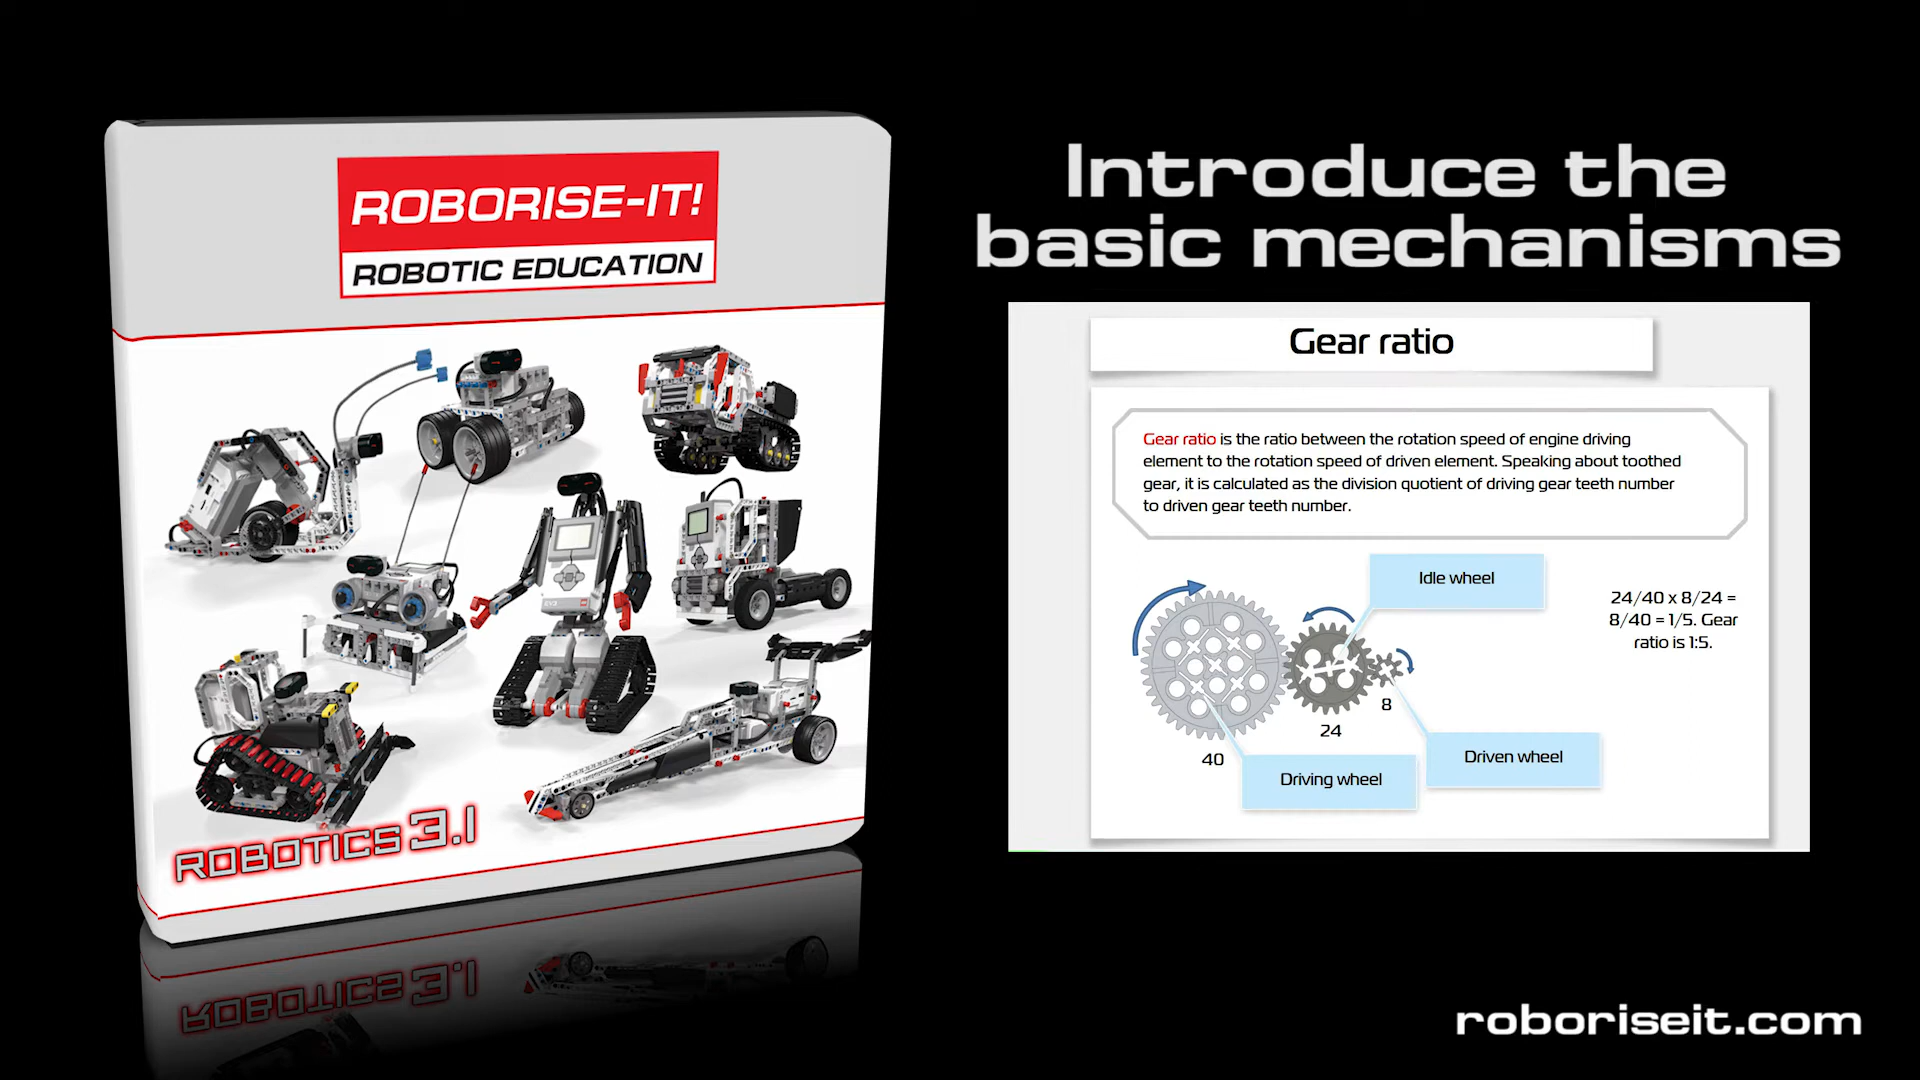 ROBORISE-IT!
ROBOTIC EDUCATION
ROBOTICS 3.1
Introduce the
basic mechanisms
Gear ratio
Gear ratio is the ratio between the rotation speed of engine driving
element to the rotation speed of driven element. Speaking about toothed
gear, it is calculated as the division quotient of driving gear teeth number
to driven gear teeth number.
Idle wheel
24/40 x 8/24 =
8/40 = 1/5. Gear
ratio is 1:5.
8
24
40
Driven wheel
Driving wheel
roboriseit.com